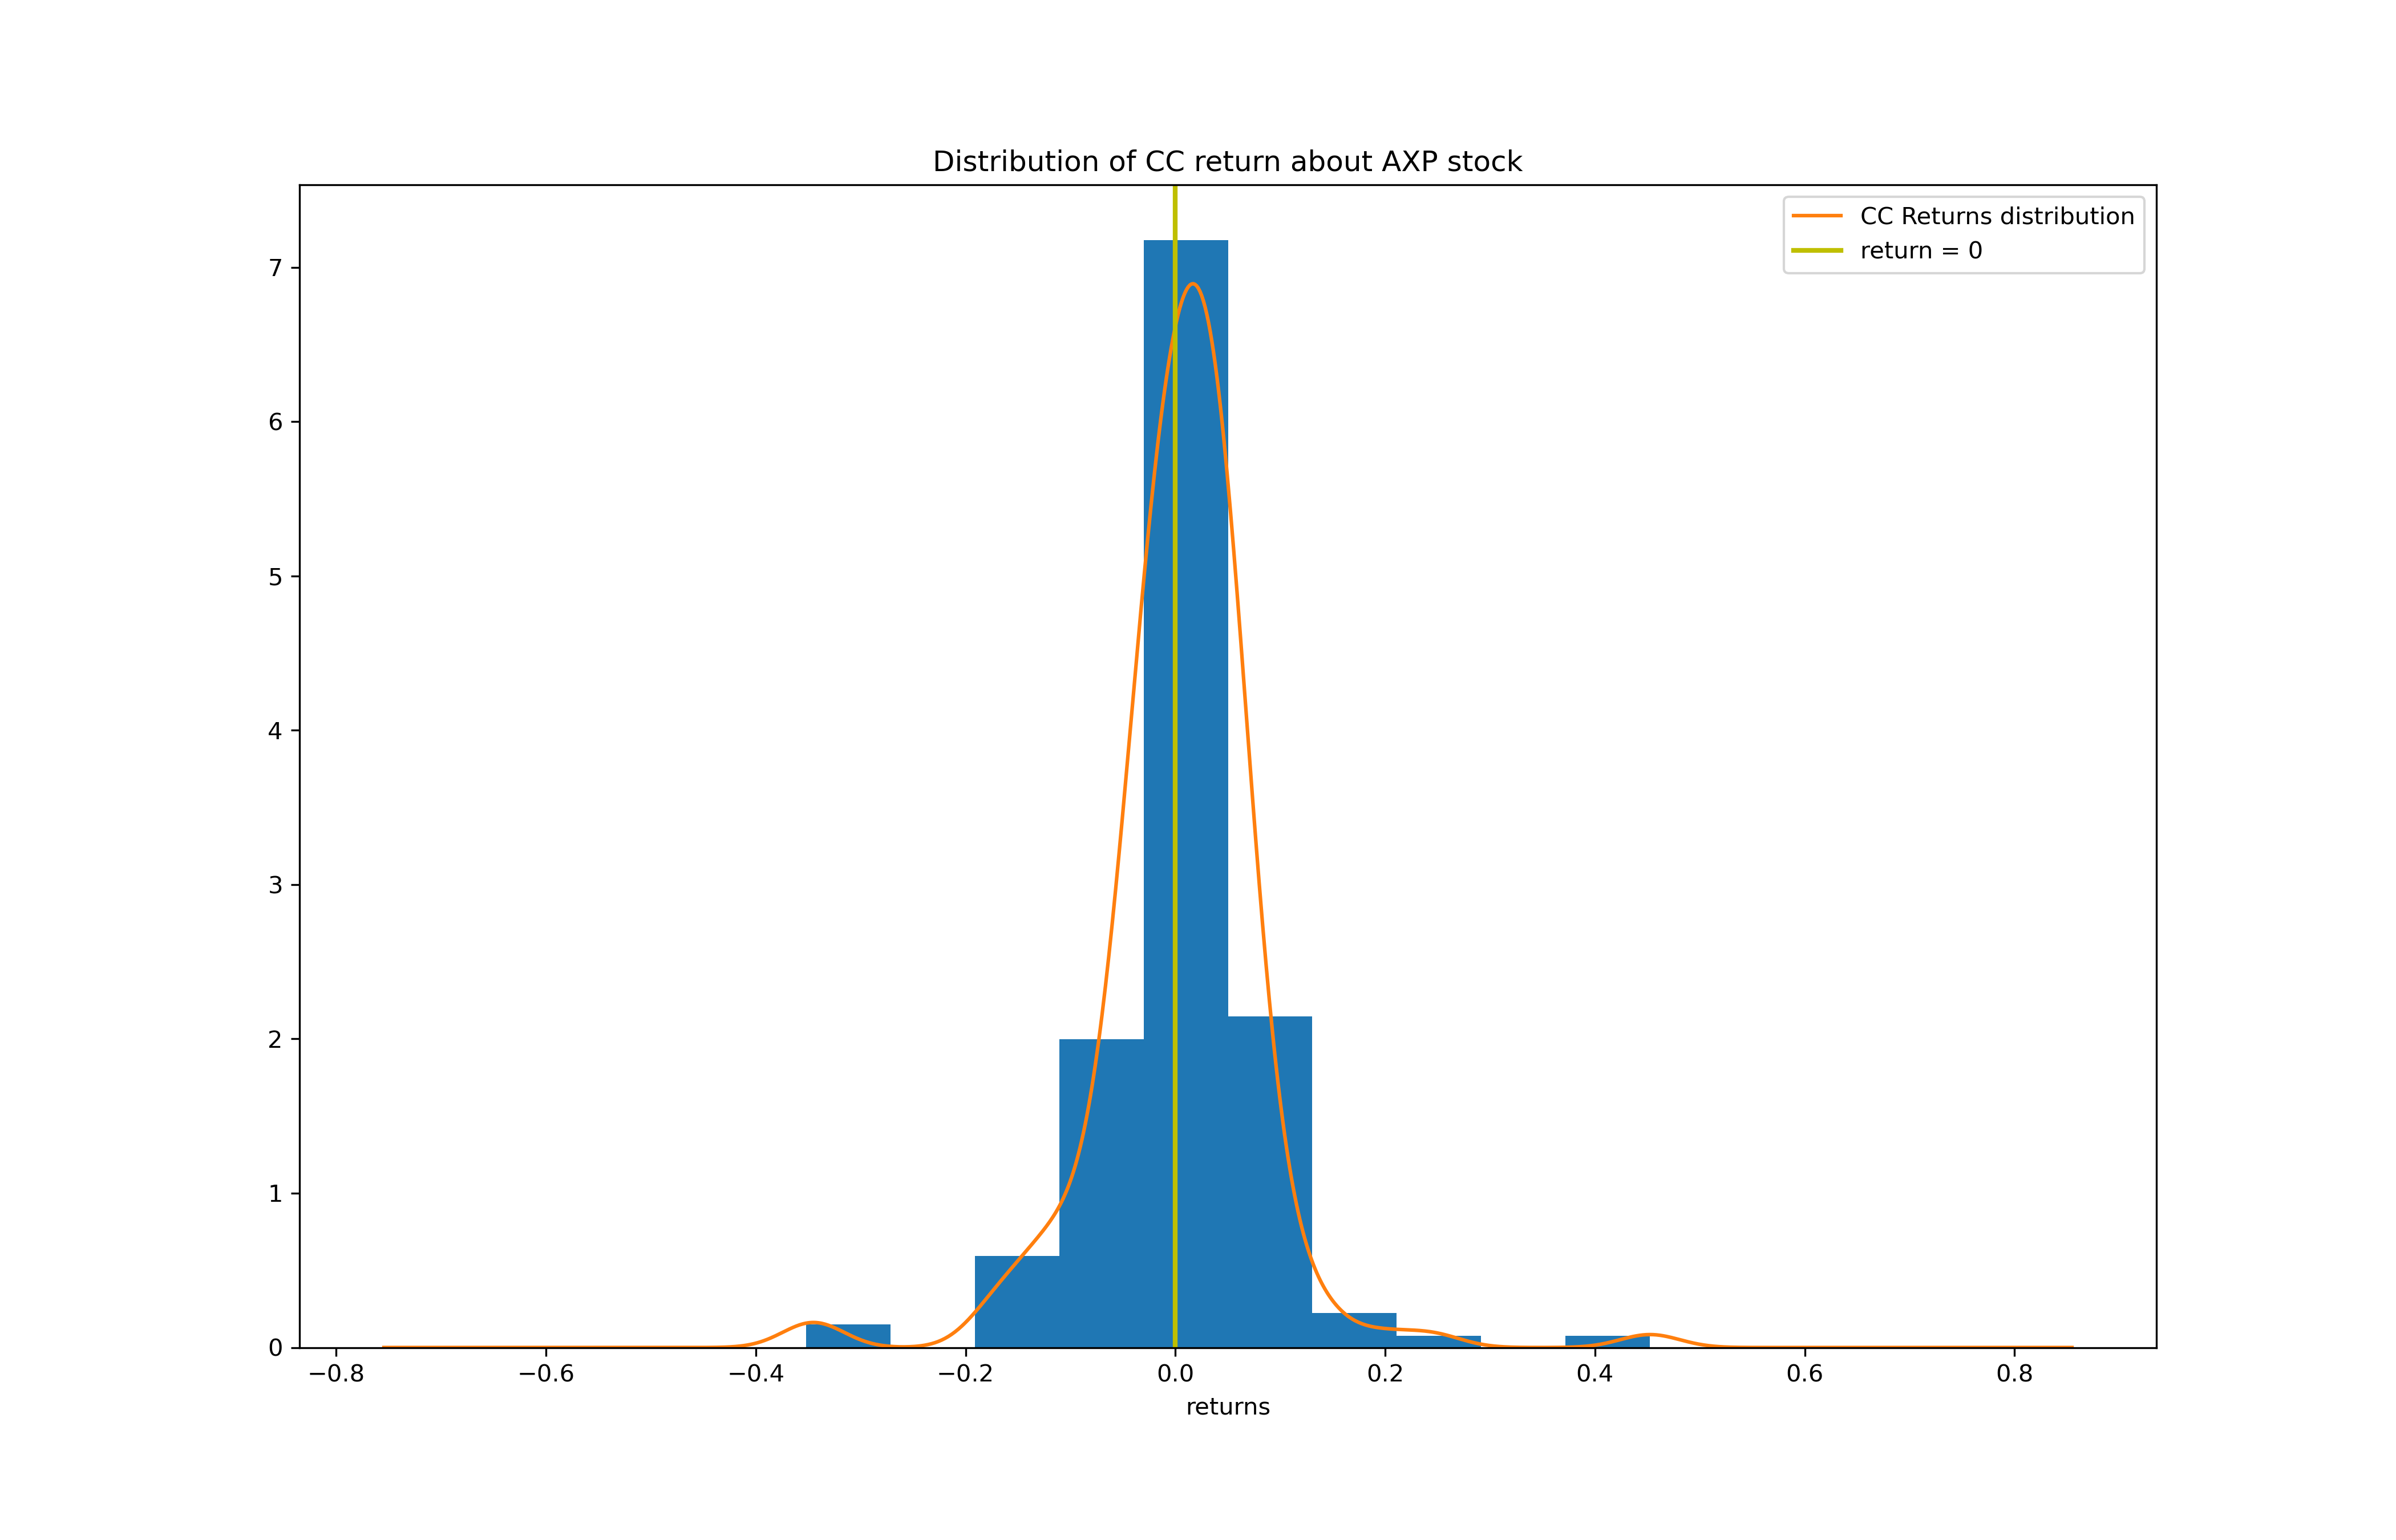 Distribution of CC return about AXP stock
CC Returns distribution
return = 0
7
6
5
4
3
2
1
0
−0.8 −0.6 −0.4 −0.2 0.0 0.2 0.4 0.6 0.8
returns